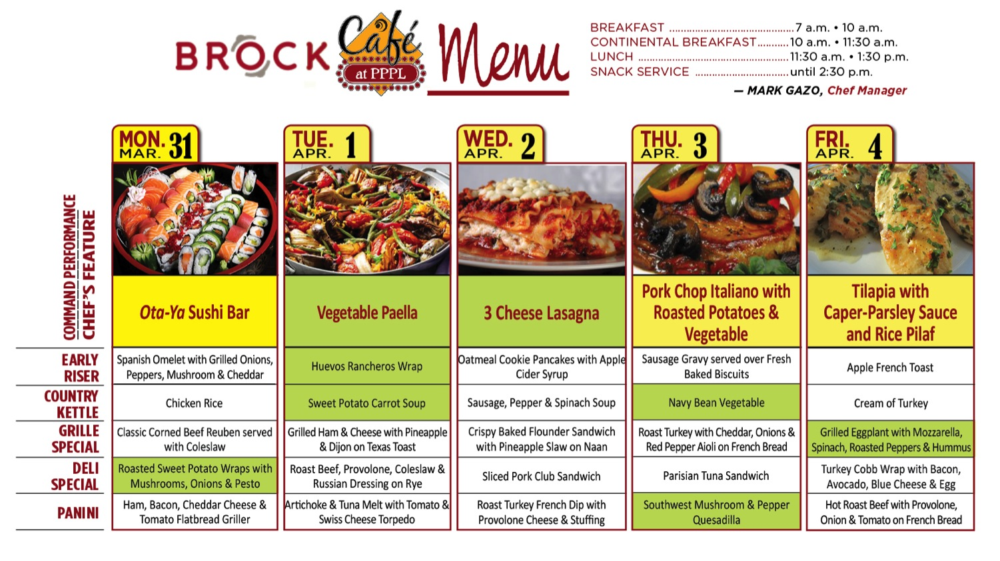 BROCK
Café
at PPPL
Menu
BREAKFAST ............................................ 7 a.m. • 10 a.m.
CONTINENTAL BREAKFAST...........10 a.m. • 11:30 a.m.
LUNCH .....................................................11:30 a.m. • 1:30 p.m.
SNACK SERVICE .................................until 2:30 p.m.
— MARK GAZO, Chef Manager
MON.
MAR. 31
TUE.
APR. 1
WED.
APR. 2
THU.
APR. 3
FRI.
APR. 4
COMMAND PERFORMANCE
CHEF'S FEATURE
Ota-Ya Sushi Bar
Vegetable Paella
3 Cheese Lasagna
Pork Chop Italiano with
Roasted Potatoes &
Vegetable
Tilapia with
Caper-Parsley Sauce
and Rice Pilaf
EARLY
RISER
Spanish Omelet with Grilled Onions,
Peppers, Mushroom & Cheddar
Huevos Rancheros Wrap
Oatmeal Cookie Pancakes with Apple
Cider Syrup
Sausage Gravy served over Fresh
Baked Biscuits
Apple French Toast
COUNTRY
KETTLE
Chicken Rice
Sweet Potato Carrot Soup
Sausage, Pepper & Spinach Soup
Navy Bean Vegetable
Cream of Turkey
GRILLE
SPECIAL
Classic Corned Beef Reuben served
with Coleslaw
Grilled Ham & Cheese with Pineapple
& Dijon on Texas Toast
Crispy Baked Flounder Sandwich
with Pineapple Slaw on Naan
Roast Turkey with Cheddar, Onions &
Red Pepper Aioli on French Bread
Grilled Eggplant with Mozzarella,
Spinach, Roasted Peppers & Hummus
DELI
SPECIAL
Roasted Sweet Potato Wraps with
Mushrooms, Onions & Pesto
Roast Beef, Provolone, Coleslaw &
Russian Dressing on Rye
Sliced Pork Club Sandwich
Parisian Tuna Sandwich
Turkey Cobb Wrap with Bacon,
Avocado, Blue Cheese & Egg
PANINI
Ham, Bacon, Cheddar Cheese &
Tomato Flatbread Griller
Artichoke & Tuna Melt with Tomato &
Swiss Cheese Torpedo
Roast Turkey French Dip with
Provolone Cheese & Stuffing
Southwest Mushroom & Pepper
Quesadilla
Hot Roast Beef with Provolone,
Onion & Tomato on French Bread